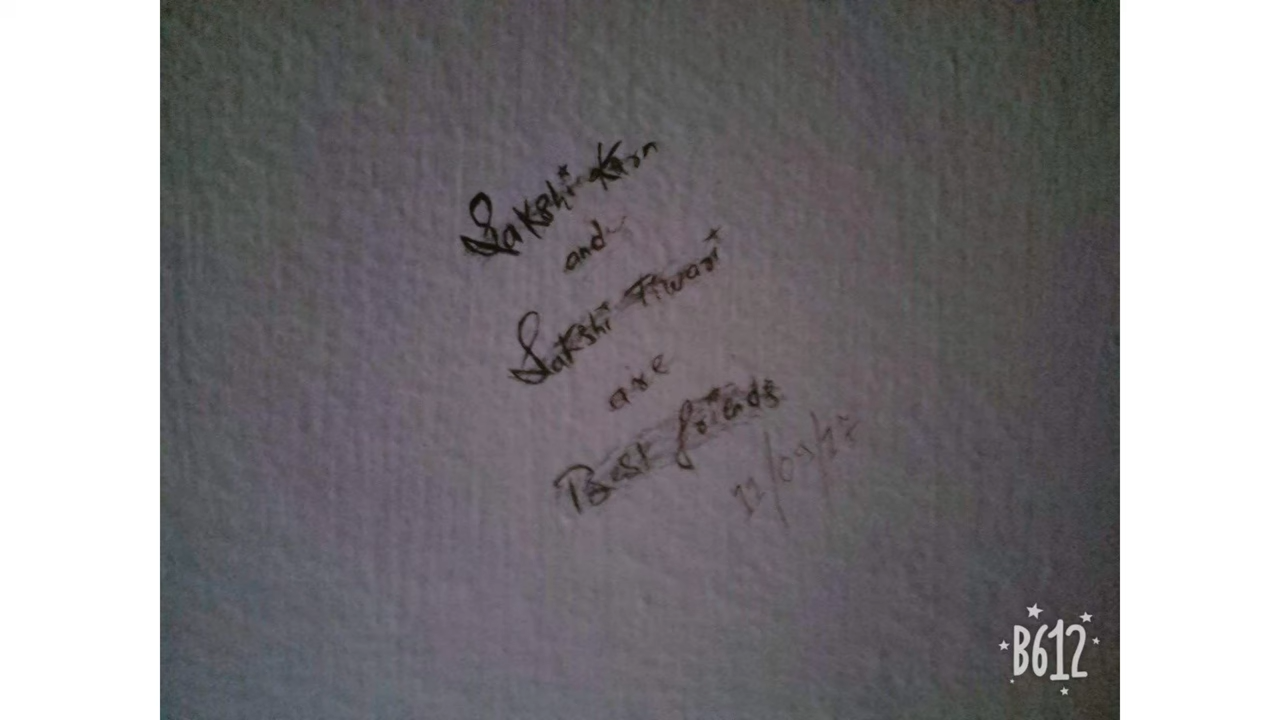 Sakshi Karn
and
Sakshi Tiwari
are
Best friends
B612